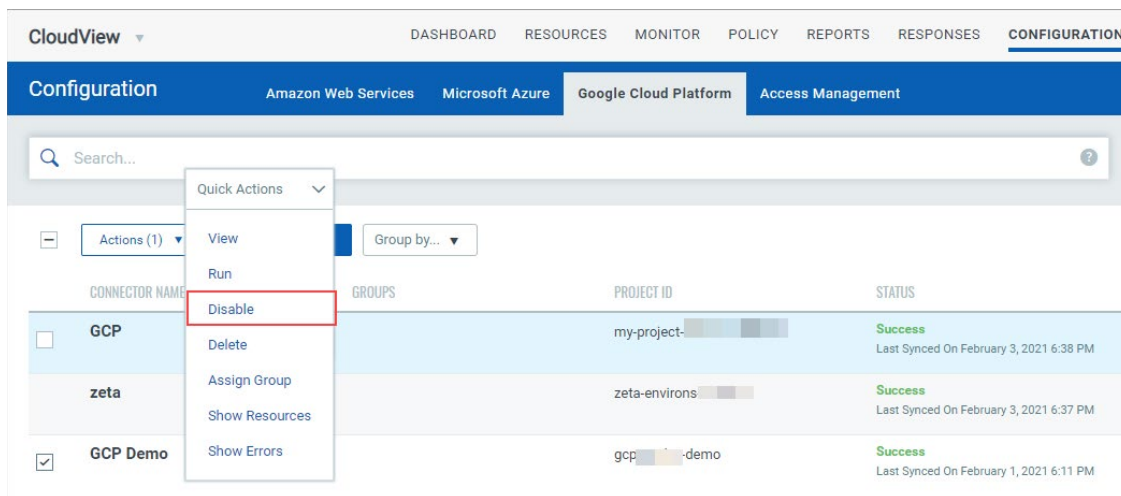 CloudView
DASHBOARD RESOURCES MONITOR POLICY REPORTS RESPONSES CONFIGURATION
Configuration Amazon Web Services Microsoft Azure Google Cloud Platform Access Management
Search...
Quick Actions
Actions (1) Group by...
View
Run
Disable
Delete
Assign Group
Show Resources
Show Errors
CONNECTOR NAME GROUPS PROJECT ID STATUS
GCP my-project- Success
Last Synced On February 3, 2021 6:38 PM
zeta zeta-environs Success
Last Synced On February 3, 2021 6:37 PM
GCP Demo gcp -demo Success
Last Synced On February 1, 2021 6:11 PM